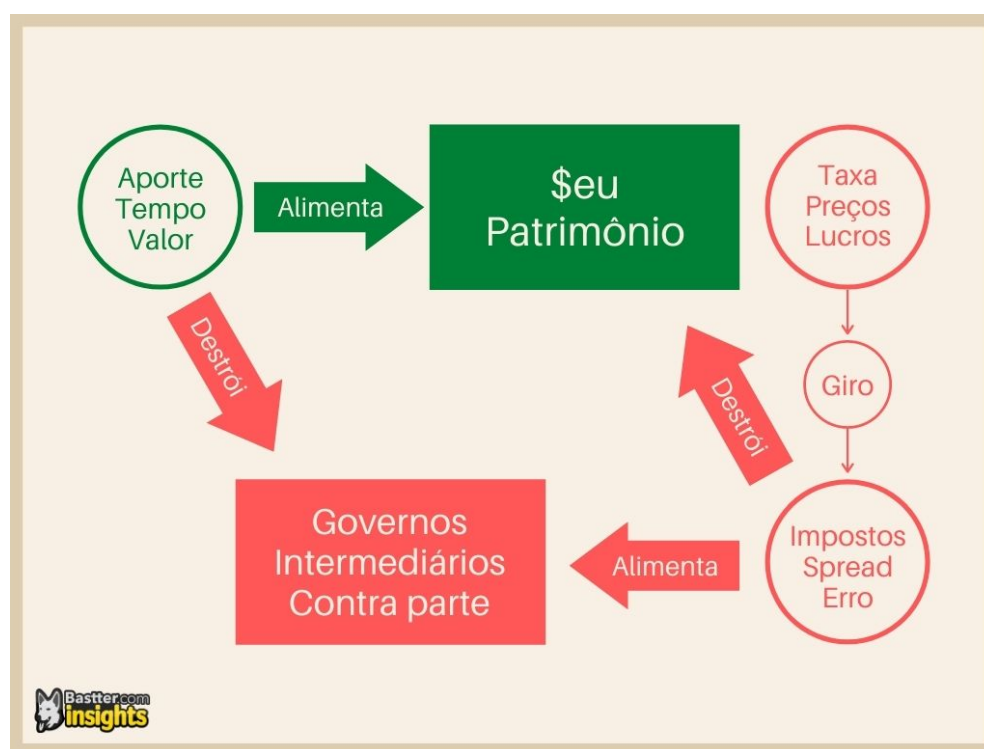 Aporte
Tempo
Valor
Alimenta
$eu
Patrimônio
Taxa
Preços
Lucros
Destrói
Destrói
Giro
Governos
Intermediários
Contra parte
Alimenta
Impostos
Spread
Erro
Bastter.com
insights